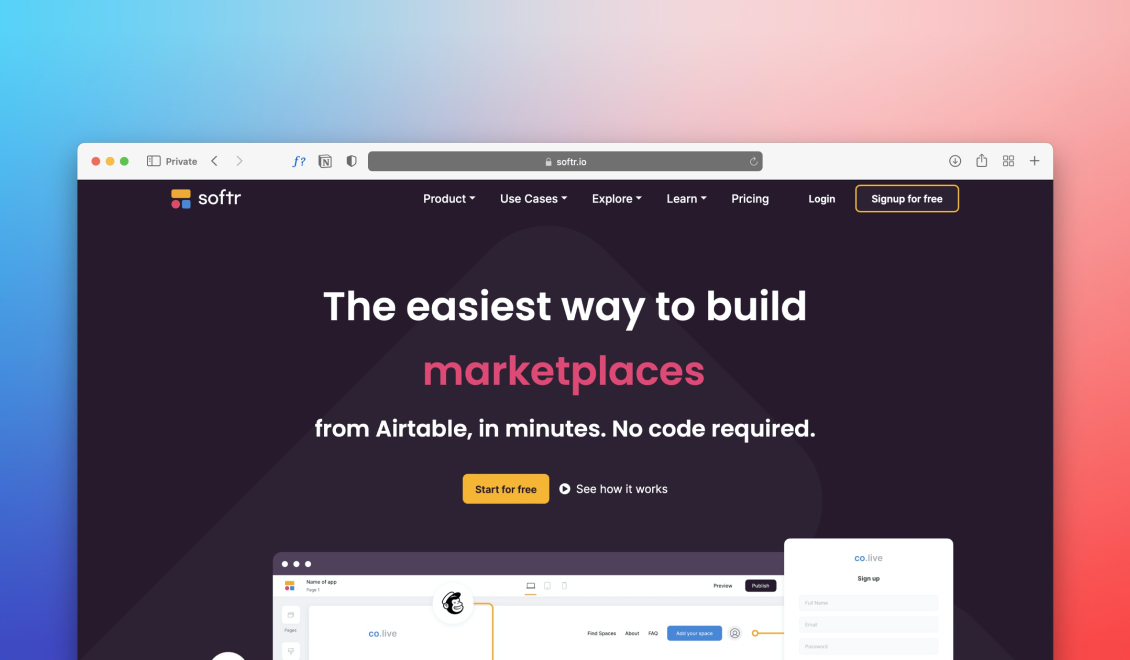 Private
softr.io
softr
Product
Use Cases
Explore
Learn
Pricing
Login
Signup for free
The easiest way to build
marketplaces
from Airtable, in minutes. No code required.
Start for free
See how it works
Name of app
Page 1
Preview
Publish
Pages
co.live
Find Spaces
About
FAQ
Add your space
co.live
Sign up
Full Name
Email
Password